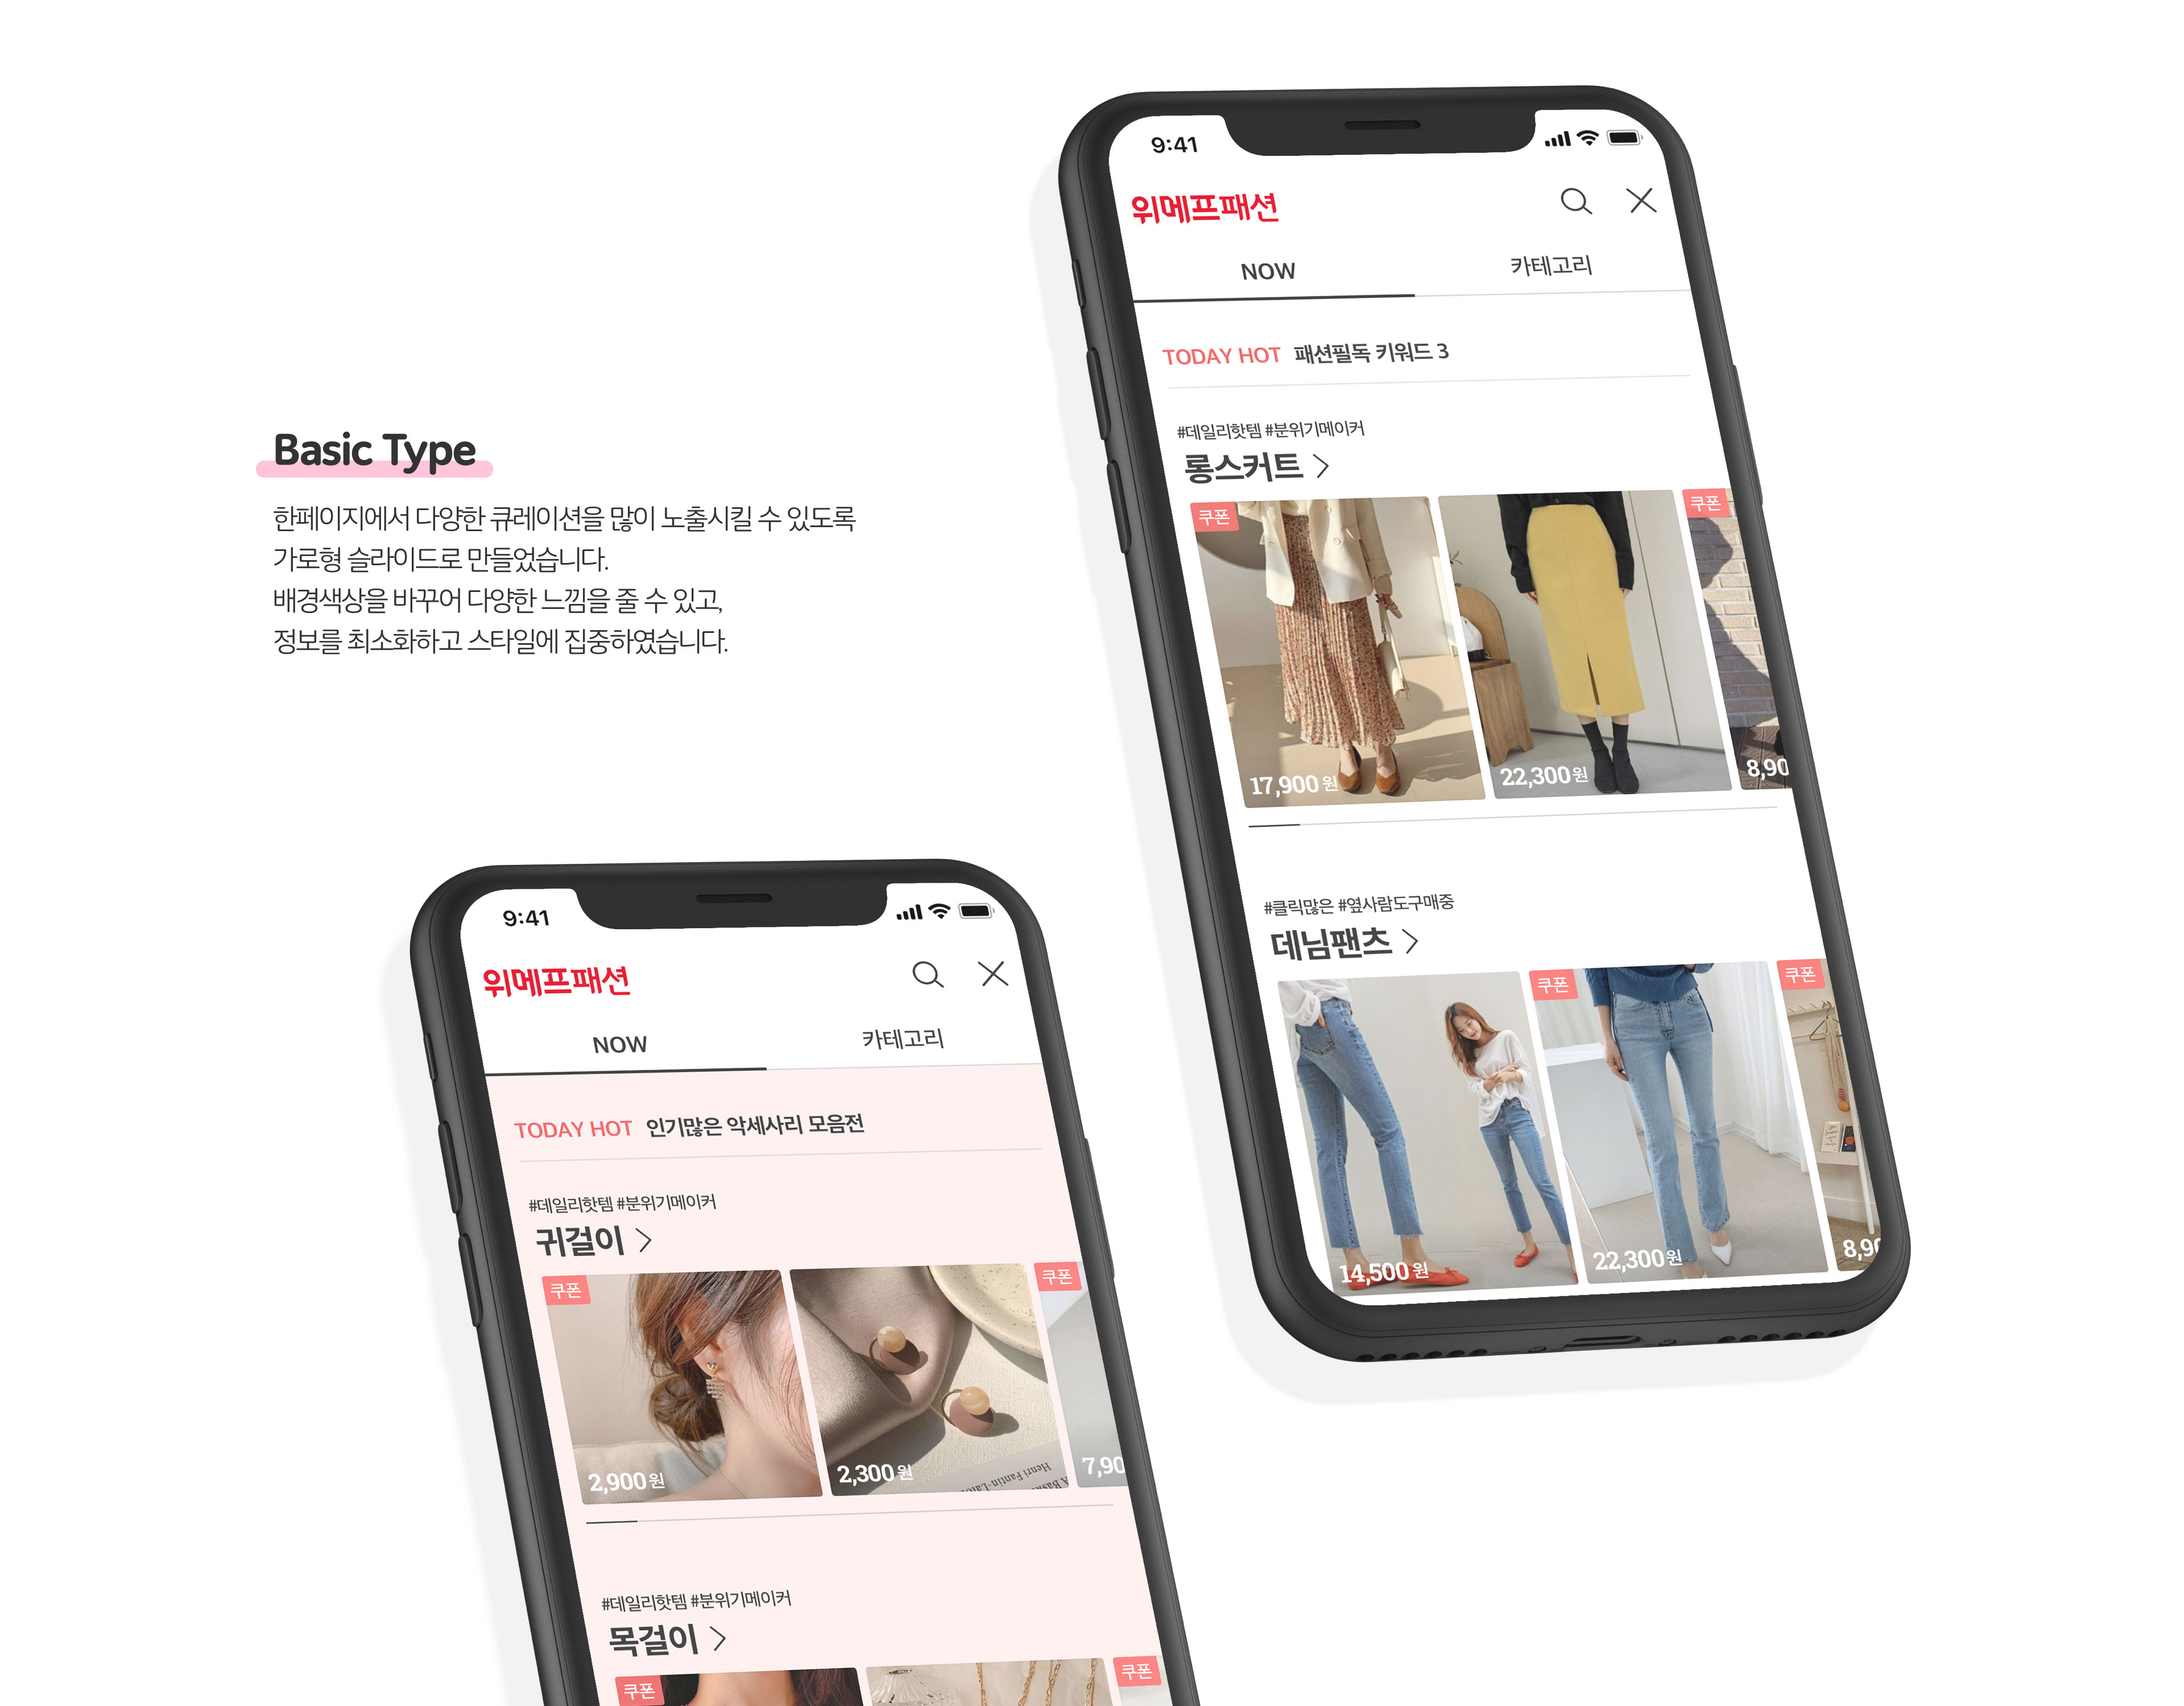 Basic Type
한페이지에서 다양한 큐레이션을 많이 노출시킬 수 있도록
가로형 슬라이드로 만들었습니다.
배경색상을 바꾸어 다양한 느낌을 줄 수 있고,
정보를 최소화하고 스타일에 집중하였습니다.
9:41
위메프패션
NOW 카테고리
TODAY HOT 패션필독 키워드 3
#데일리핫템 #분위기메이커
롱스커트
쿠폰 쿠폰
17,900원 22,300원 8,90
#클릭많은 #옆사람도구매중
데님팬츠
쿠폰 쿠폰
14,500원 22,300원 8,90
9:41
위메프패션
NOW 카테고리
TODAY HOT 인기많은 악세사리 모음전
#데일리핫템 #분위기메이커
귀걸이
쿠폰 쿠폰
2,900원 2,300원 7,90
Henri Fantin-Lato
#데일리핫템 #분위기메이커
목걸이
쿠폰 쿠폰